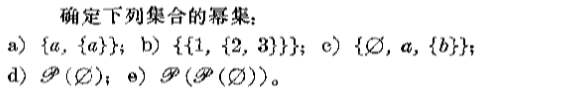 确定下列集合的幂集：
a) {a, {a}}; b) {{1, {2, 3}}}; c) {∅, a, {b}};
d) 𝒫(∅); e) 𝒫(𝒫(∅))。